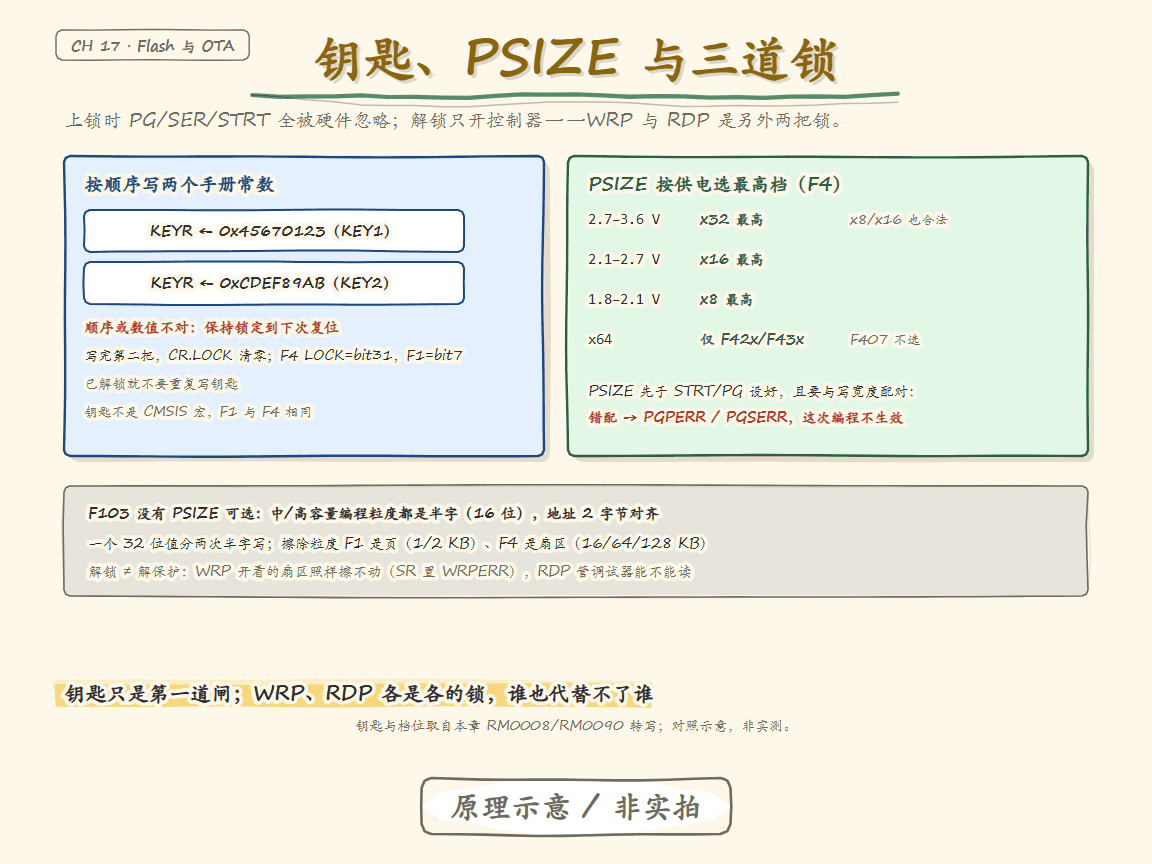 CH 17 · Flash 与 OTA
钥匙、PSIZE 与三道锁
上锁时 PG/SER/STRT 全被硬件忽略；解锁只开控制器——WRP 与 RDP 是另外两把锁。
按顺序写两个手册常数
KEYR ← 0x45670123（KEY1）
KEYR ← 0xCDEF89AB（KEY2）
顺序或数值不对：保持锁定到下次复位
写完第二把，CR.LOCK 清零；F4 LOCK=bit31，F1=bit7
已解锁就不要重复写钥匙
钥匙不是 CMSIS 宏，F1 与 F4 相同
PSIZE 按供电选最高档（F4）
2.7–3.6 V x32 最高 x8/x16 也合法
2.1–2.7 V x16 最高
1.8–2.1 V x8 最高
x64 仅 F42x/F43x F407 不选
PSIZE 先于 STRT/PG 设好，且要与写宽度配对：
错配 → PGPERR / PGSERR，这次编程不生效
F103 没有 PSIZE 可选：中/高容量编程粒度都是半字（16 位），地址 2 字节对齐
一个 32 位值分两次半字写；擦除粒度 F1 是页（1/2 KB）、F4 是扇区（16/64/128 KB）
解锁 ≠ 解保护：WRP 开着的扇区照样擦不动（SR 置 WRPERR），RDP 管调试器能不能读
钥匙只是第一道闸；WRP、RDP 各是各的锁，谁也代替不了谁
钥匙与档位取自本章 RM0008/RM0090 转写；对照示意，非实测。
原理示意 / 非实拍